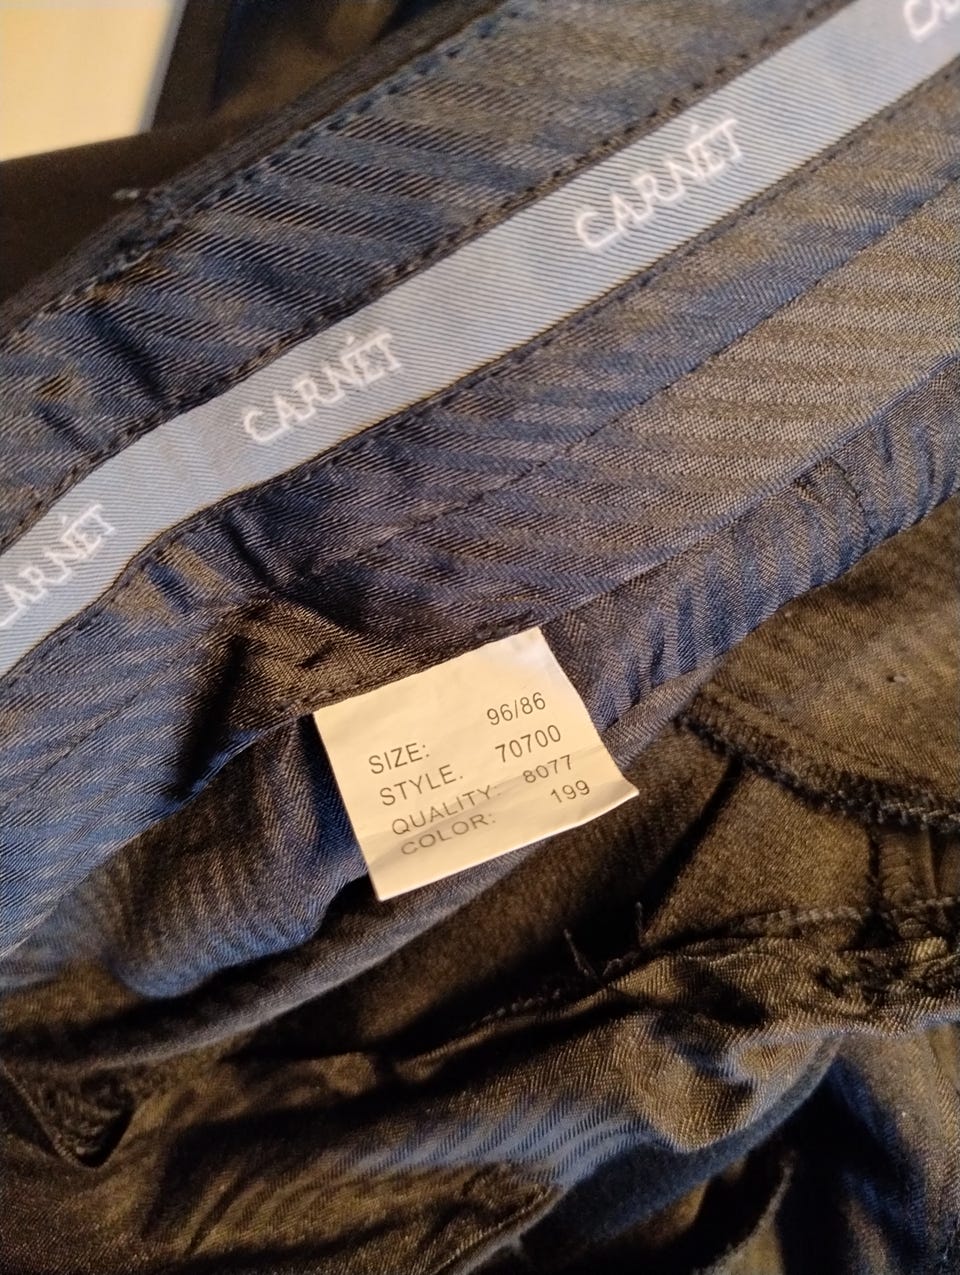 CARNÉT
CARNÉT
CARNÉT
SIZE: 96/86
STYLE. 70700
QUALITY: 8077
COLOR: 199